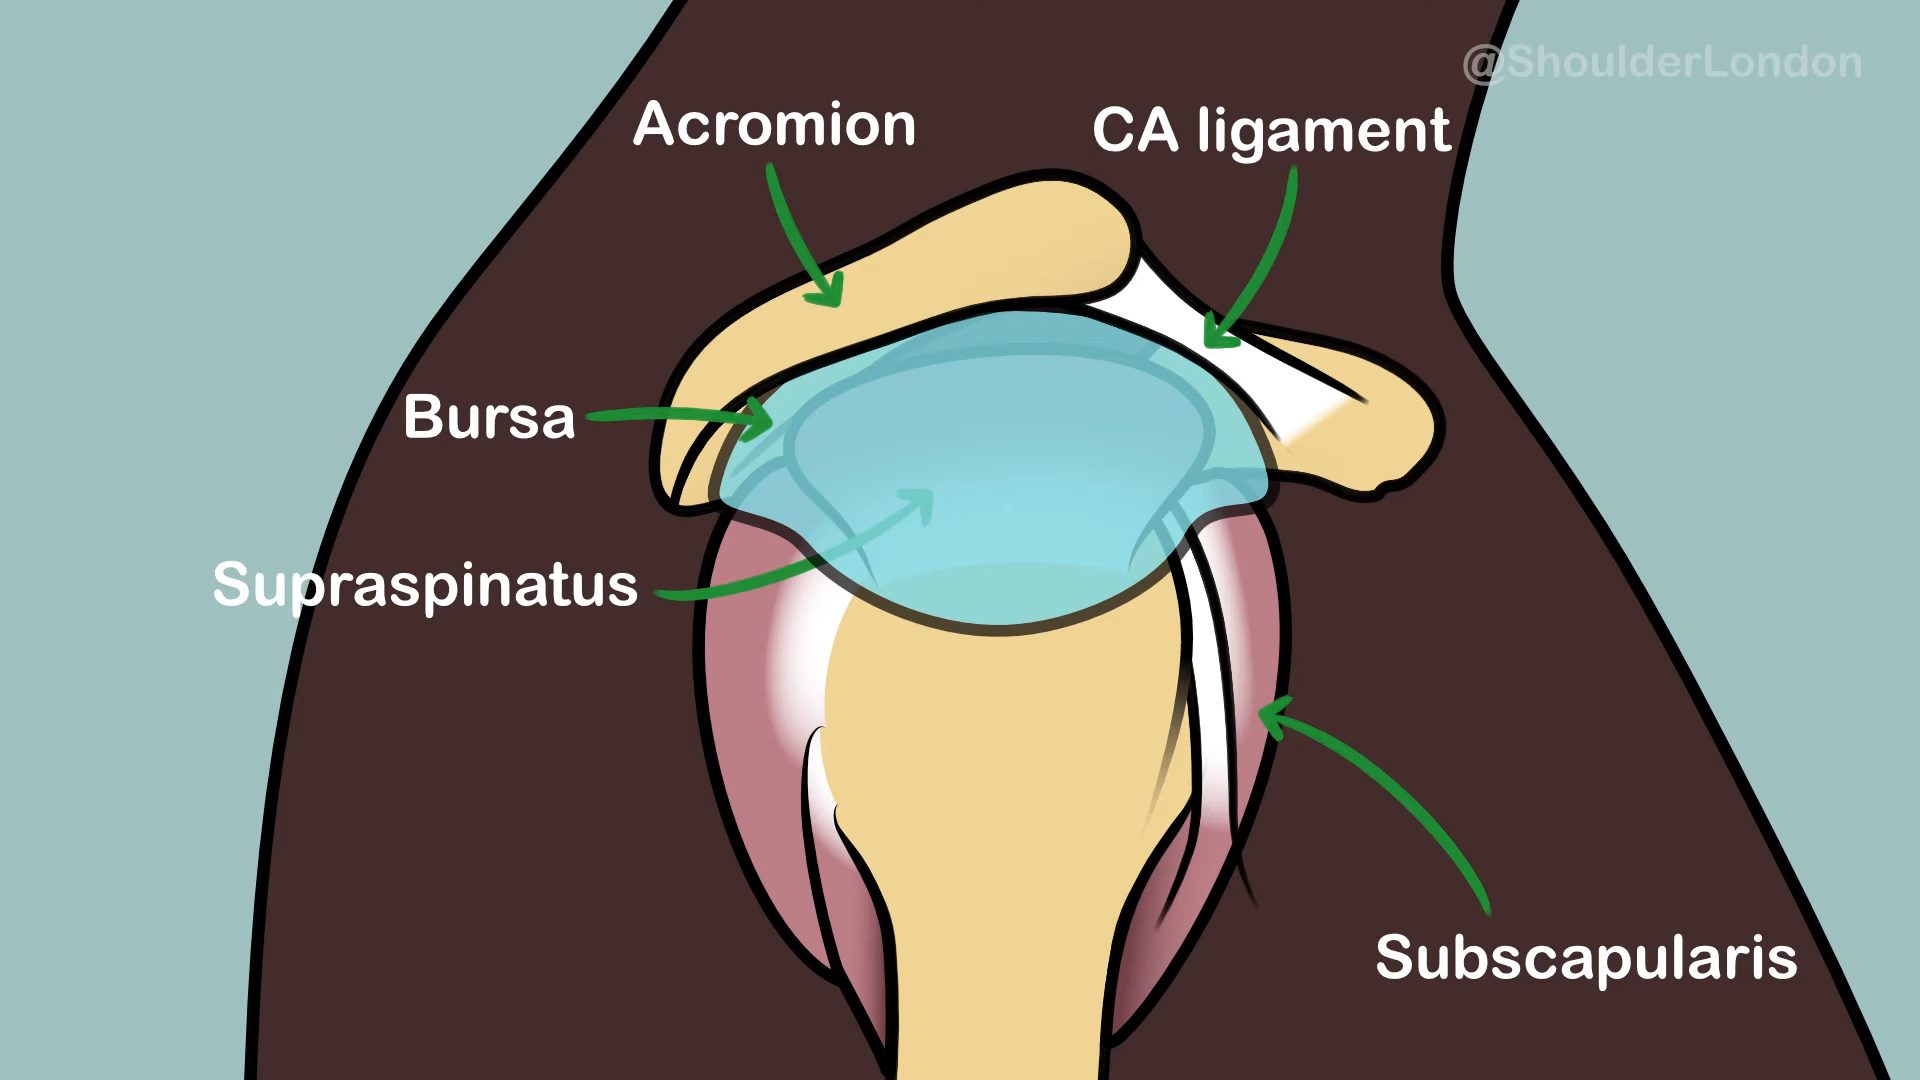 @ShoulderLondon
Acromion
CA ligament
Bursa
Supraspinatus
Subscapularis